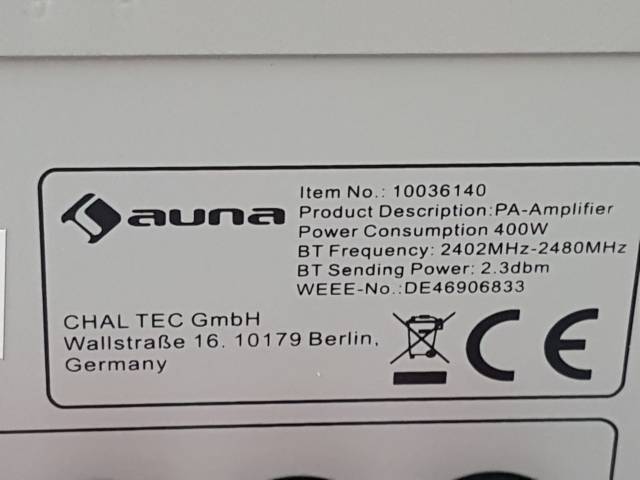 auna
Item No.: 10036140
Product Description:PA-Amplifier
Power Consumption 400W
BT Frequency: 2402MHz-2480MHz
BT Sending Power: 2.3dbm
WEEE-No.:DE46906833
CHAL TEC GmbH
Wallstraße 16. 10179 Berlin,
Germany
CE